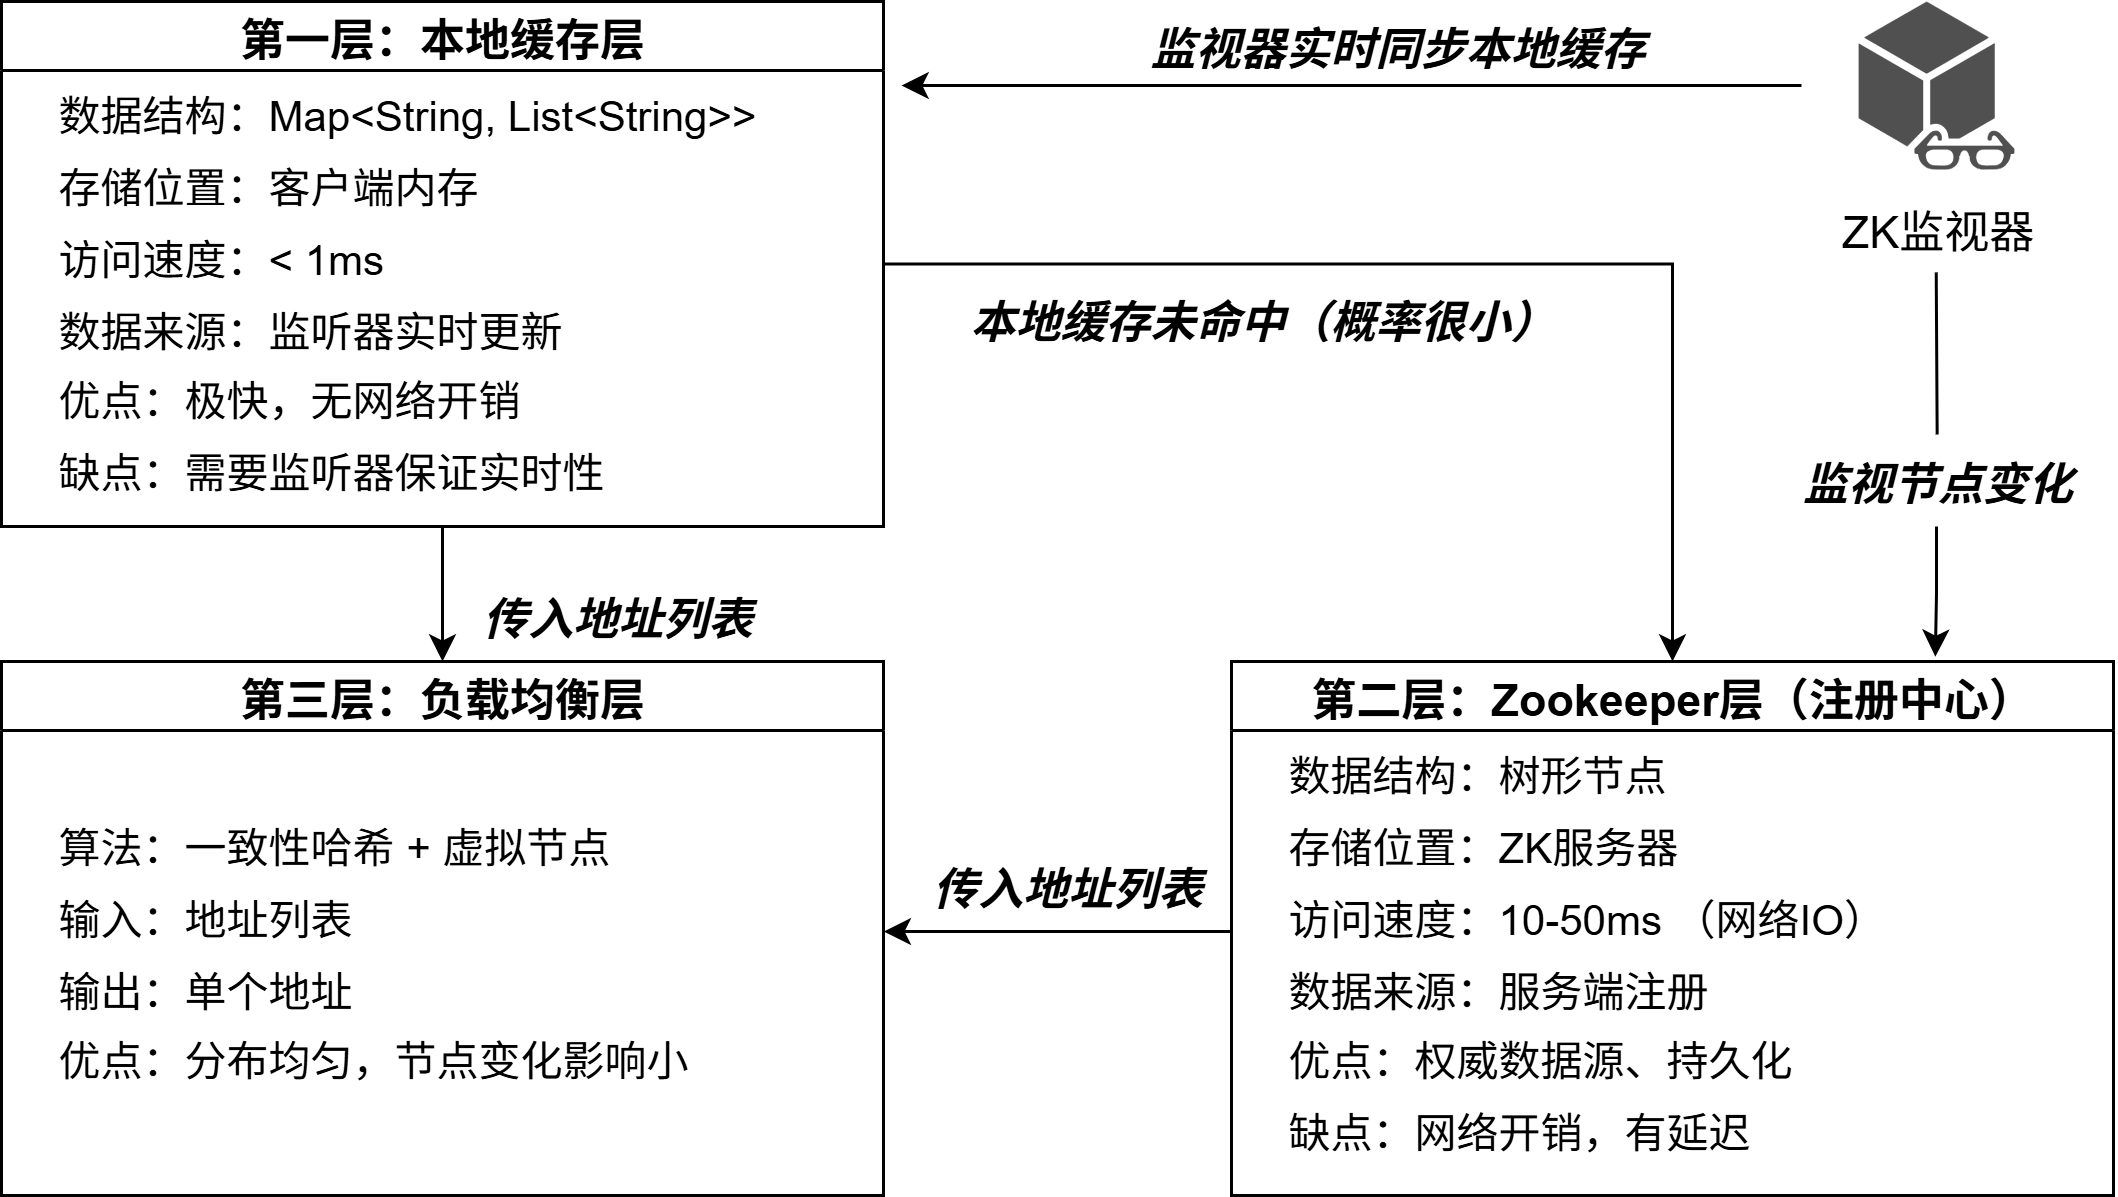 第一层：本地缓存层
数据结构：Map<String, List<String>>
存储位置：客户端内存
访问速度：< 1ms
数据来源：监听器实时更新
优点：极快，无网络开销
缺点：需要监听器保证实时性
监视器实时同步本地缓存
ZK监视器
本地缓存未命中（概率很小）
监视节点变化
传入地址列表
第三层：负载均衡层
算法：一致性哈希 + 虚拟节点
输入：地址列表
输出：单个地址
优点：分布均匀，节点变化影响小
传入地址列表
第二层：Zookeeper层（注册中心）
数据结构：树形节点
存储位置：ZK服务器
访问速度：10-50ms （网络IO）
数据来源：服务端注册
优点：权威数据源、持久化
缺点：网络开销，有延迟